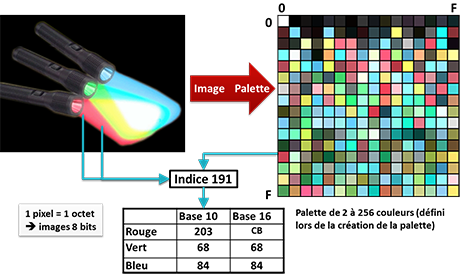 0 F
0
Image Palette
Indice 191
F
1 pixel = 1 octet
→ images 8 bits
Palette de 2 à 256 couleurs (défini
lors de la création de la palette)
Base 10 Base 16
Rouge 203 CB
Vert 68 68
Bleu 84 84